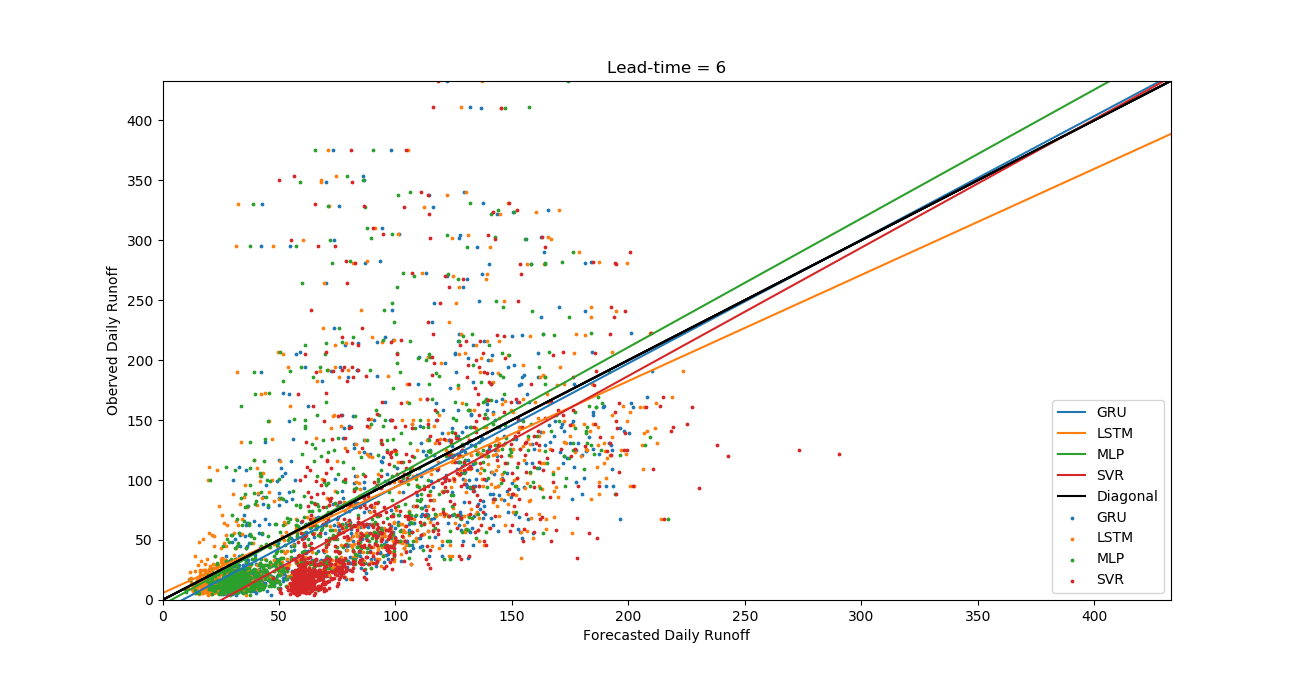 Lead-time = 6
400
350
300
250
200
150
100
50
0
Oberved Daily Runoff
0 50 100 150 200 250 300 350 400
Forecasted Daily Runoff
GRU
LSTM
MLP
SVR
Diagonal
GRU
LSTM
MLP
SVR